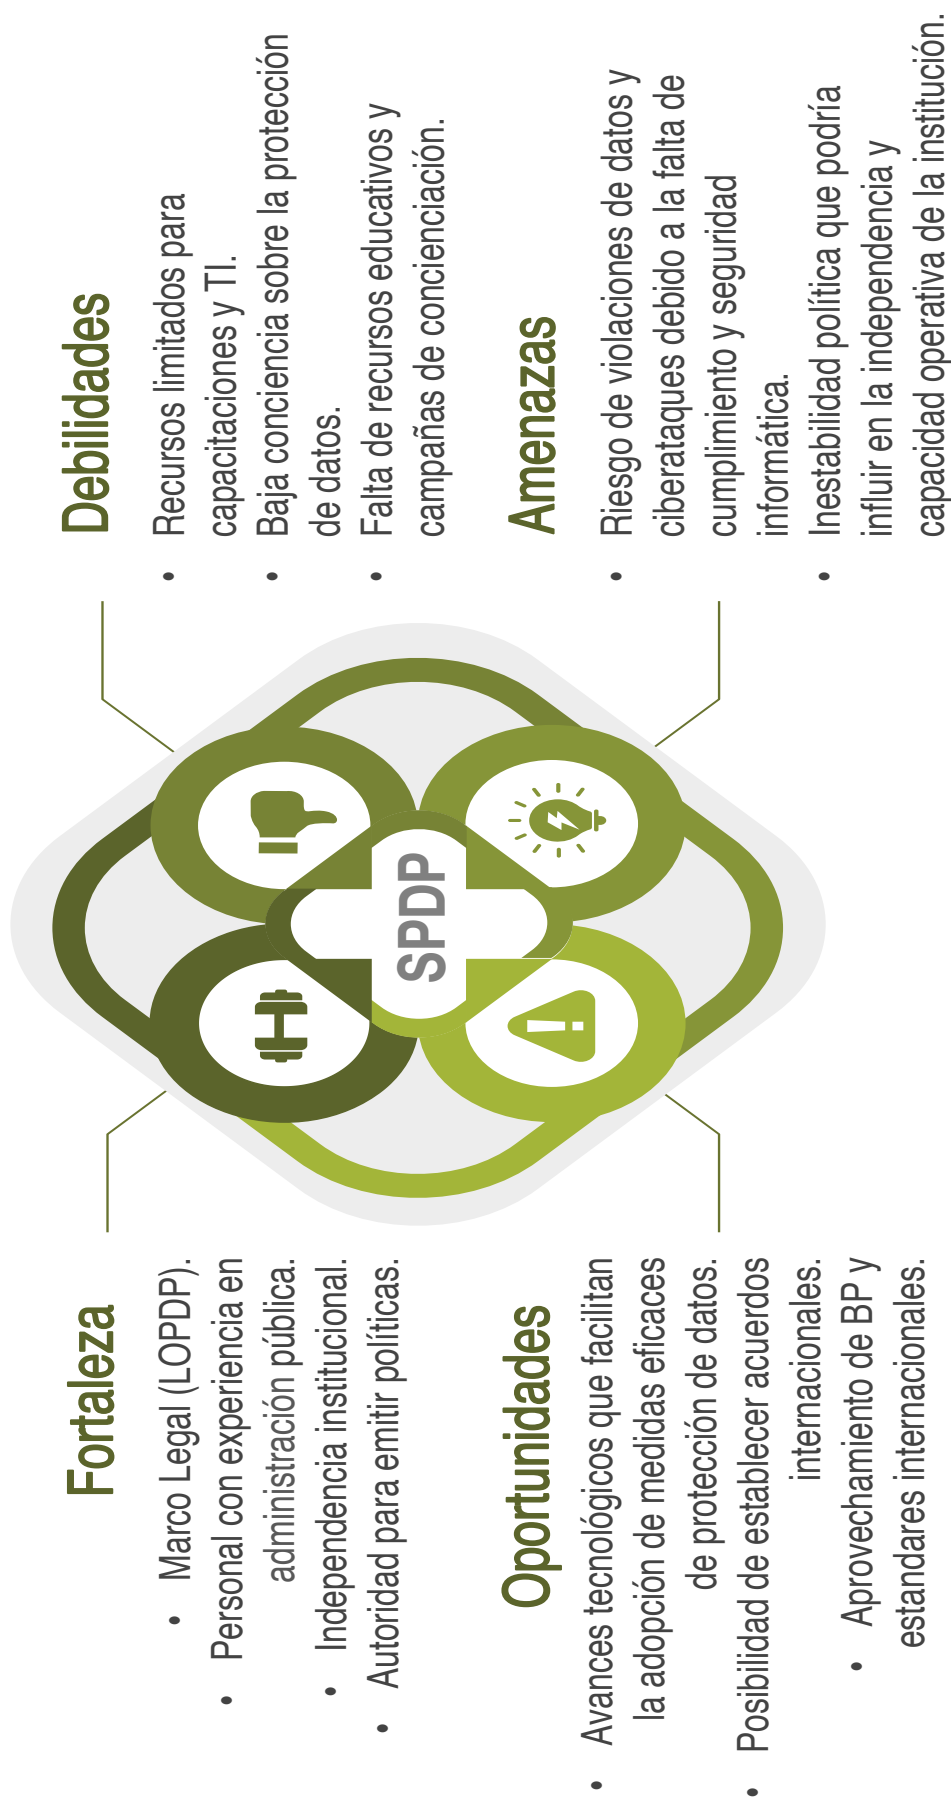 Fortaleza
• Marco Legal (LOPDP).
• Personal con experiencia en
administración pública.
• Independencia institucional.
• Autoridad para emitir políticas.
Debilidades
• Recursos limitados para
capacitaciones y TI.
• Baja conciencia sobre la protección
de datos.
• Falta de recursos educativos y
campañas de concienciación.
SPDP
Oportunidades
• Avances tecnológicos que facilitan
la adopción de medidas eficaces
de protección de datos.
• Posibilidad de establecer acuerdos
internacionales.
• Aprovechamiento de BP y
estandares internacionales.
Amenazas
• Riesgo de violaciones de datos y
ciberataques debido a la falta de
cumplimiento y seguridad
informática.
• Inestabilidad política que podría
influir en la independencia y
capacidad operativa de la institución.